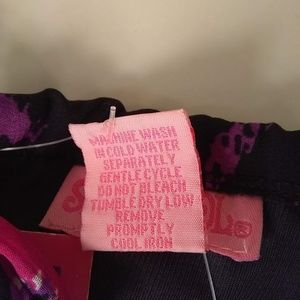 MACHINE WASH
IN COLD WATER
SEPARATELY
GENTLE CYCLE
DO NOT BLEACH
TUMBLE DRY LOW
REMOVE
PROMPTLY
COOL IRON